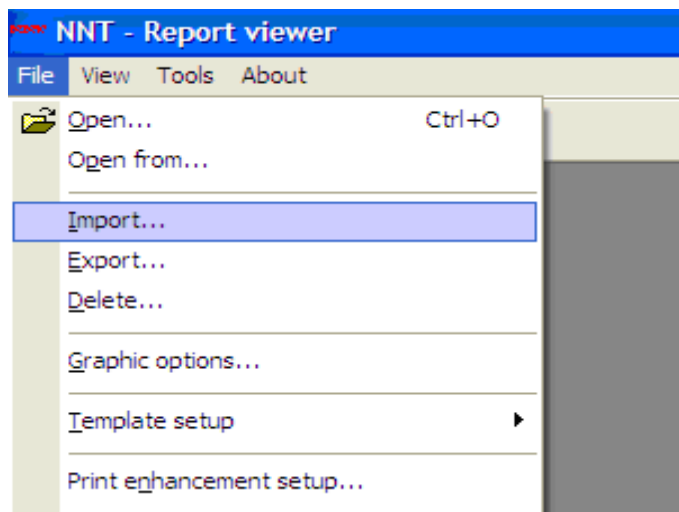 NNT - Report viewer
File View Tools About
Open... Ctrl+O
Open from...
Import...
Export...
Delete...
Graphic options...
Template setup
Print enhancement setup...